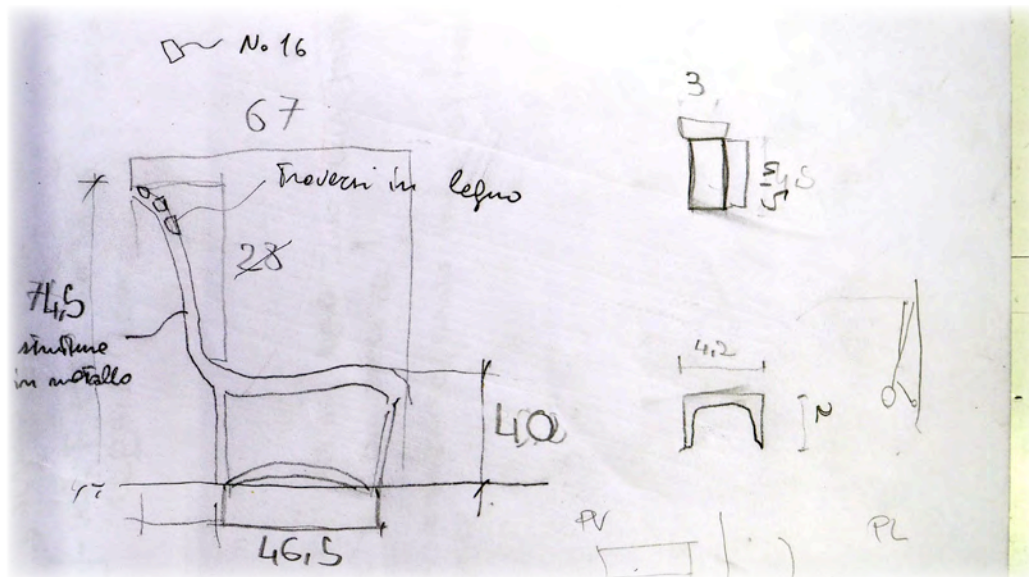 No 16
67
3
Traversi in legno
28
74,5
struttura
in metallo
4,2
40
46,5
PV
PL